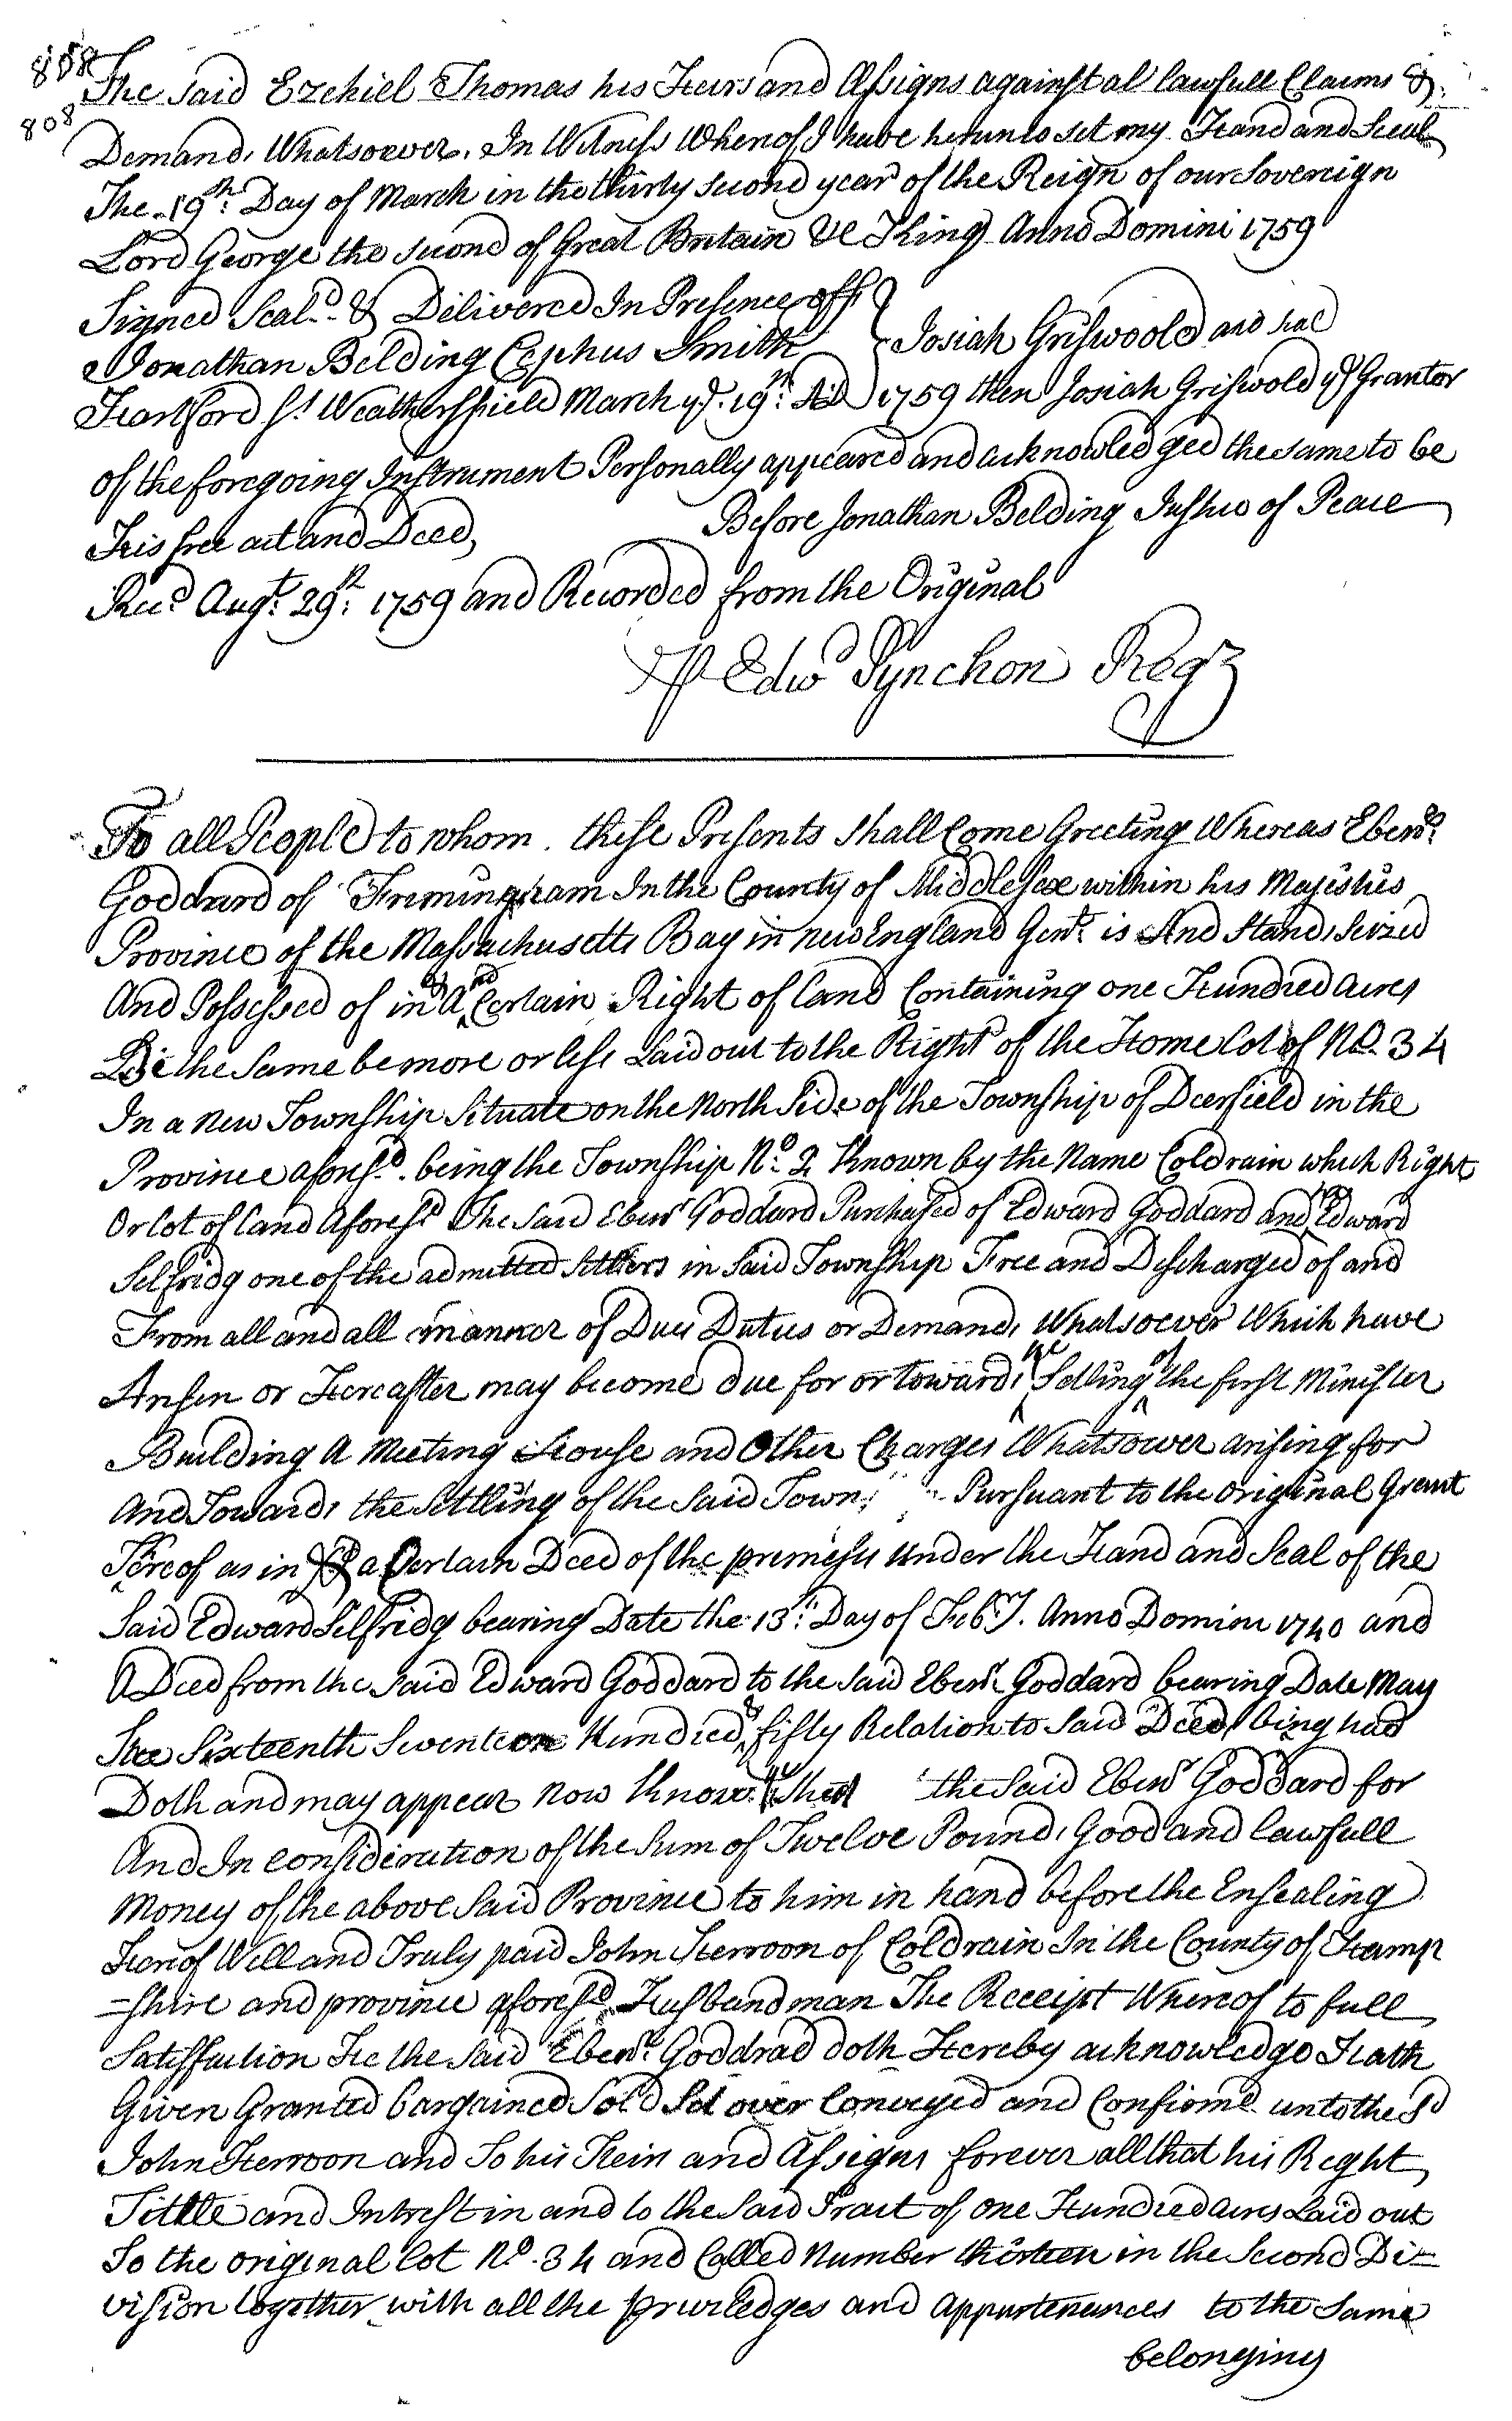 808
808
The said Ezekiel Thomas his Heirs and Assigns against al lawfull Claims &
Demands Whatsoever. In Witness Whereof I have hereunto set my Hand and Seal
The 19th: Day of March in the thirty second year of the Reign of our Sovereign
Lord George the second of Great Britain &c King Anno Domini 1759
Signed Seal.d & Delivered In Presence off
Jonathan Belding Cephus Smith } Josiah Griswoold and seal
Hartford Ss Weathersfield March ye. 19th: AD 1759 then Josiah Griswold ye Grantor
of the foregoing Instrument Personally appeared and acknowledged the same to be
His free act and Deed, Before Jonathan Belding Justice of Peace
Recd Augt. 29th: 1759 and Recorded from the Original
P Edwd Pynchon Regr
To all People to whom these Presents shall Come Greeting Whereas Ebenr.
Goddard of Framingham In the County of Middlesex within his Majesties
Province of the Massachusetts Bay in new England Gent. is And Stands Seized
And Possessed of in & A Certain Right of Land Containing one Hundred acres
Be the same be more or less Laid out to the Right of the Home Lot of No. 34
In a new Township Situate on the North Side of the Township of Deerfield in the
Province aforesd. being the Township No. 2 Known by the Name Coldrain which Right
Or Lot of Land Aforesd The said Ebenr Goddard Purchased of Edward Goddard and Edward
Selfridg one of the admitted Settlers in said Township Free and Discharged of and
From all and all manner of Dues Duties or Demands Whatsoever Which have
Arisen or Hereafter may become due for or towards ye Setling of the first Minister
Building A Meeting House and Other Charges Whatsower arising for
And Towards the Settling of the Said Town Pursuant to the original Grant
Hereof as in a Certain Deed of the premises under the Hand and Seal of the
Said Edward Selfridg bearing Date the 13th: Day of Feby. Anno Domini 1740 and
A Deed from the said Edward Goddard to the said Ebenr. Goddard bearing Date May
The Sixteenth Seventeen Hundred & fifty Relation to said Deeds being had
Doth and may appear now Know ye that the said Ebenr Goddard for
And In consideration of the sum of Twelve Pounds Good and lawfull
Money of the above said Province to him in hand before the Ensealing
Hereof Well and Truly paid John Herroon of Coldrain In the County of Hamp
=shire and province aforesd. Husbandman The Receipt Whereof to full
Satisfaction He the said Ebenr. Goddrad doth Hereby acknowledge Hath
Given Granted bargained Sold Set over Conveyed and Confirmd. unto the sd
John Herroon and To his Heirs and Assigns forever all that his Right
Tittle and Intrest in and to the said Tract of one Hundred acres Laid out
To the original Lot No. 34 and Called Number thirteen in the Second Di=
vision together with all the priviledges and appurtenances to the same
belonging